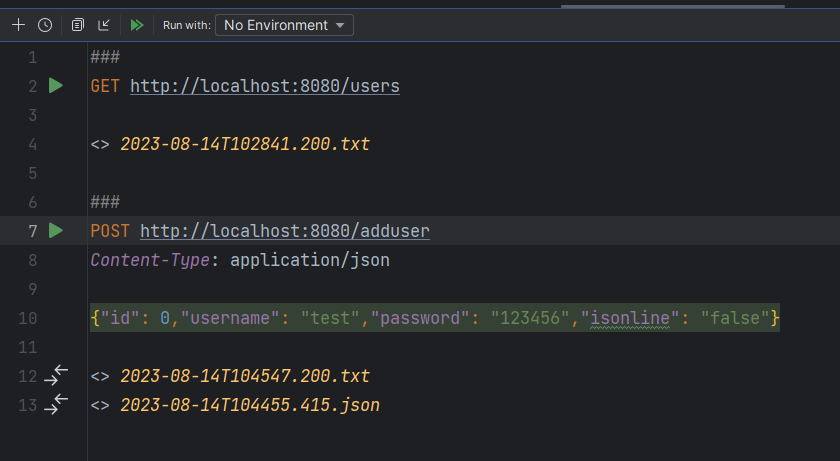 Run with: No Environment
1 ###
2 GET http://localhost:8080/users
3
4 <> 2023-08-14T102841.200.txt
5
6 ###
7 POST http://localhost:8080/adduser
8 Content-Type: application/json
9
10 {"id": 0,"username": "test","password": "123456","isonline": "false"}
11
12 <> 2023-08-14T104547.200.txt
13 <> 2023-08-14T104455.415.json